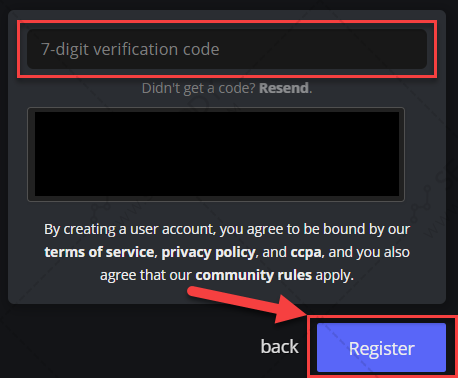 7-digit verification code
Didn't get a code? Resend.
By creating a user account, you agree to be bound by our
terms of service, privacy policy, and ccpa, and you also
agree that our community rules apply.
back
Register